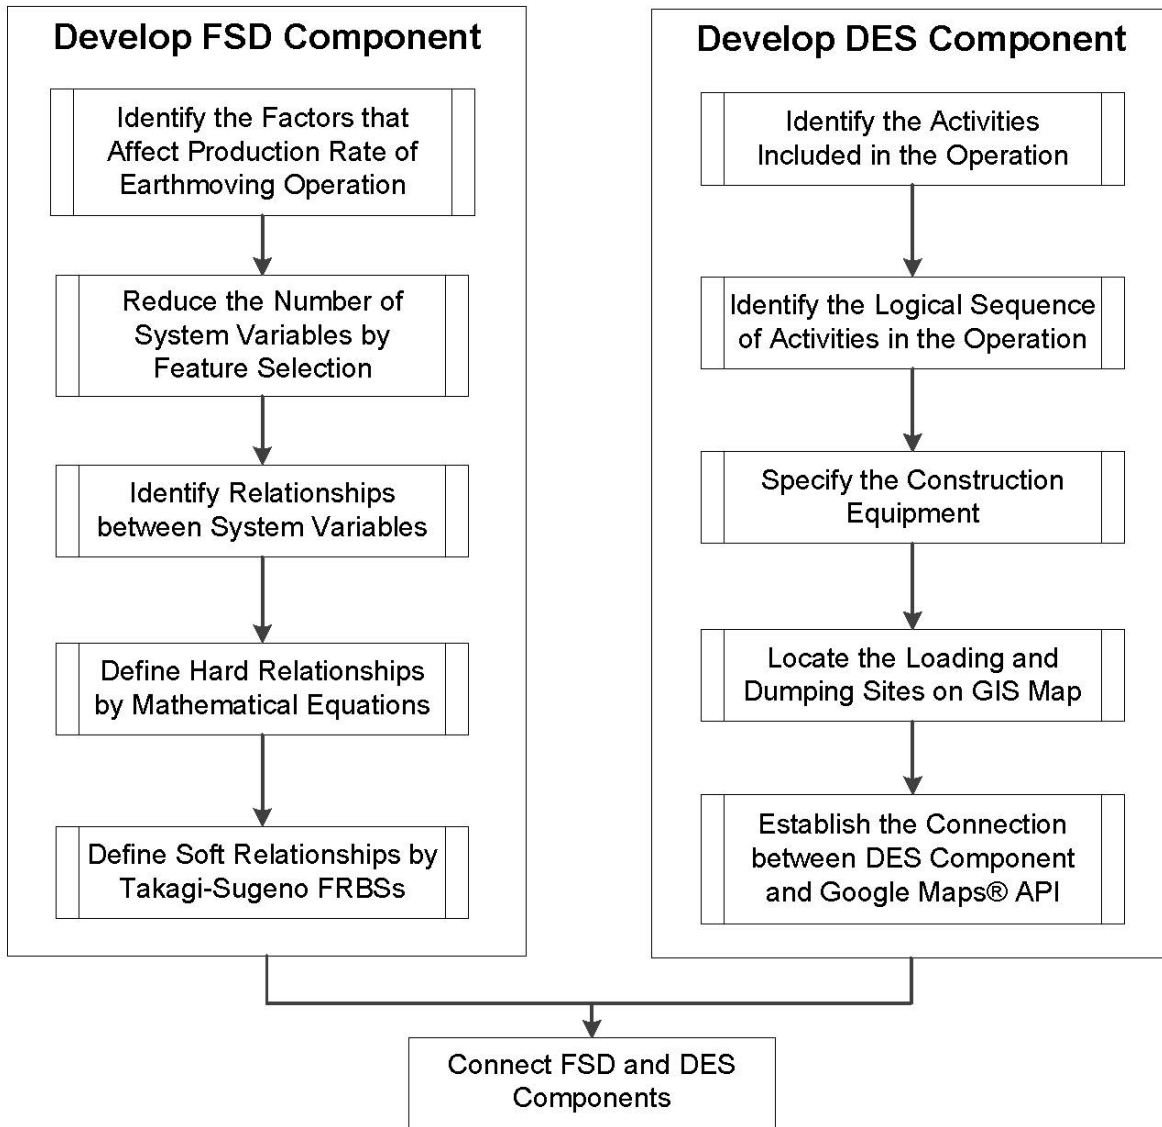 Develop FSD Component
Identify the Factors that
Affect Production Rate of
Earthmoving Operation
Reduce the Number of
System Variables by
Feature Selection
Identify Relationships
between System Variables
Define Hard Relationships
by Mathematical Equations
Define Soft Relationships by
Takagi-Sugeno FRBSs
Develop DES Component
Identify the Activities
Included in the Operation
Identify the Logical Sequence
of Activities in the Operation
Specify the Construction
Equipment
Locate the Loading and
Dumping Sites on GIS Map
Establish the Connection
between DES Component
and Google Maps® API
Connect FSD and DES
Components